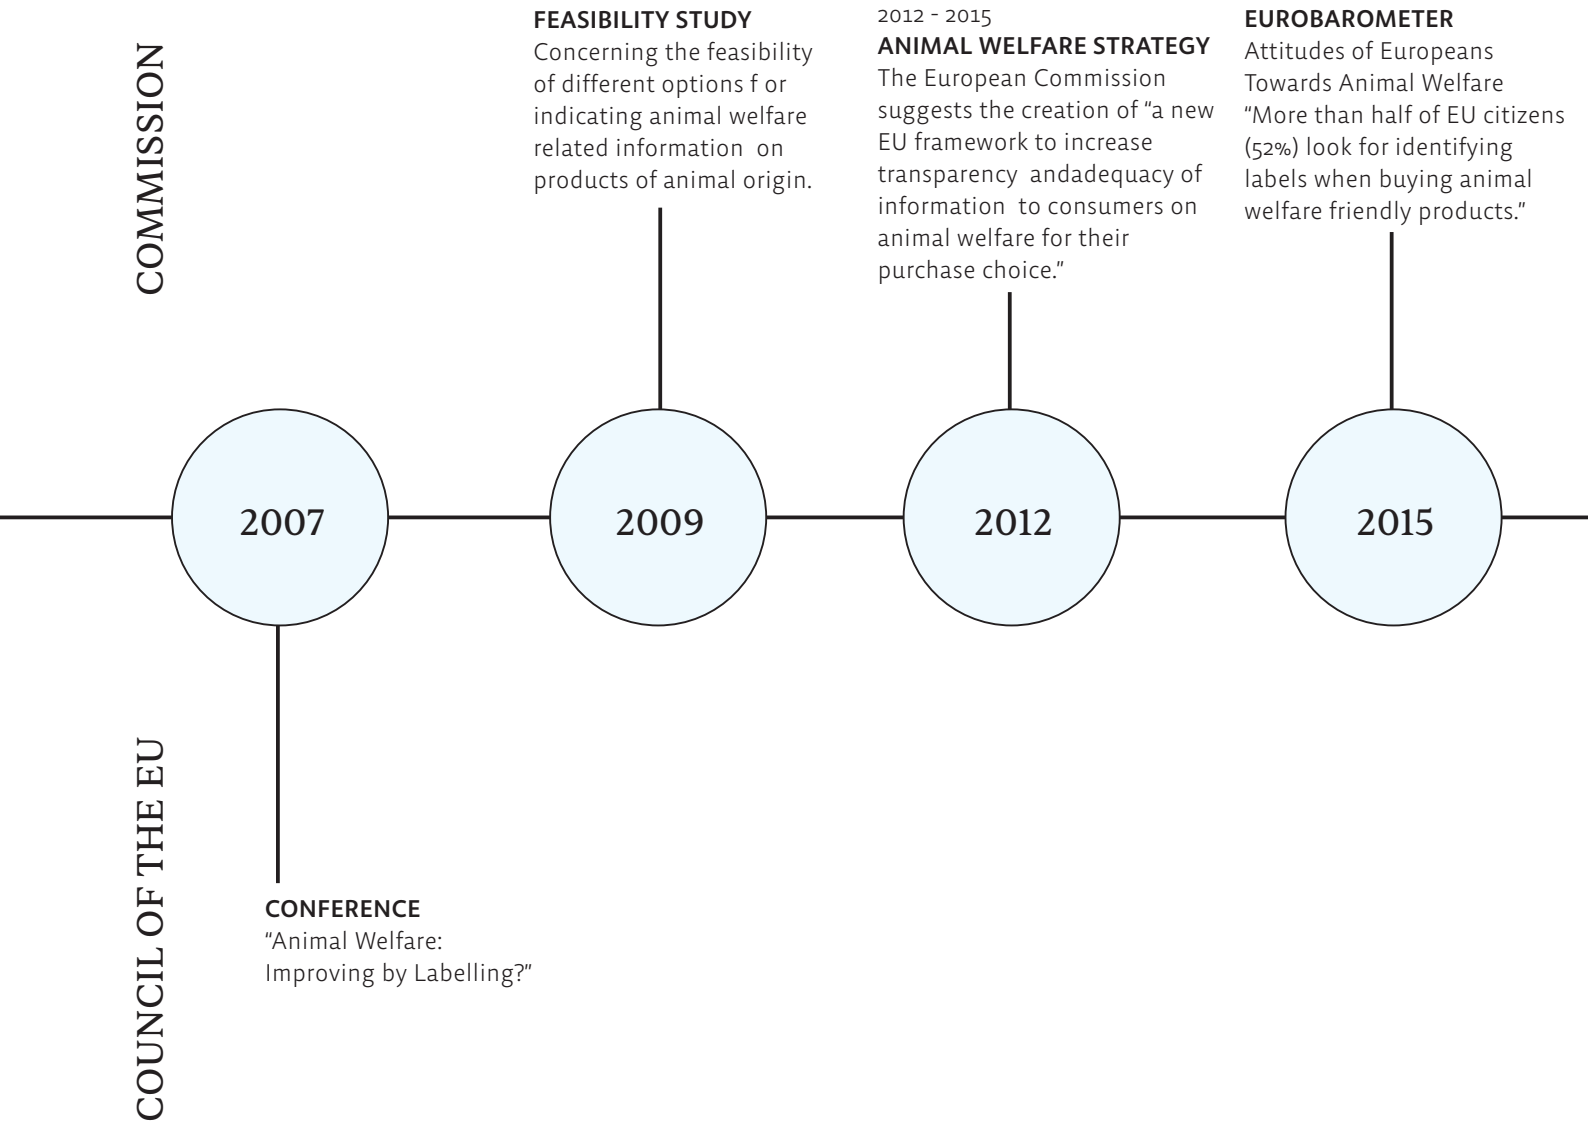 COMMISSION
FEASIBILITY STUDY
Concerning the feasibility
of different options f or
indicating animal welfare
related information on
products of animal origin.
2012 - 2015
ANIMAL WELFARE STRATEGY
The European Commission
suggests the creation of “a new
EU framework to increase
transparency andadequacy of
information to consumers on
animal welfare for their
purchase choice.”
EUROBAROMETER
Attitudes of Europeans
Towards Animal Welfare
“More than half of EU citizens
(52%) look for identifying
labels when buying animal
welfare friendly products.”
2007
2009
2012
2015
COUNCIL OF THE EU
CONFERENCE
“Animal Welfare:
Improving by Labelling?”